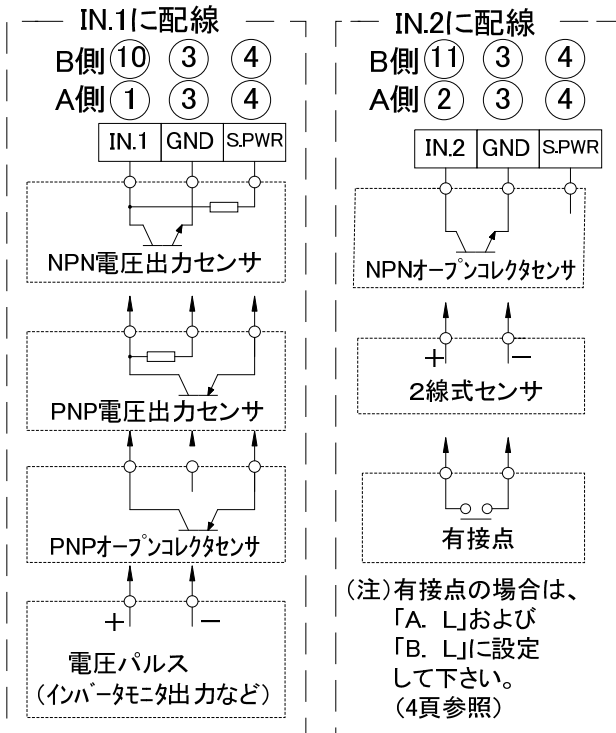 IN.1に配線
B側 10 3 4
A側 1 3 4
IN.1 GND S.PWR
NPN電圧出力センサ
PNP電圧出力センサ
PNPオープンコレクタセンサ
+ −
電圧パルス
(インバータモニタ出力など)
IN.2に配線
B側 11 3 4
A側 2 3 4
IN.2 GND S.PWR
NPNオープンコレクタセンサ
+ −
2線式センサ
有接点
(注)有接点の場合は、
「A. L」および
「B. L」に設定
して下さい。
(4頁参照)